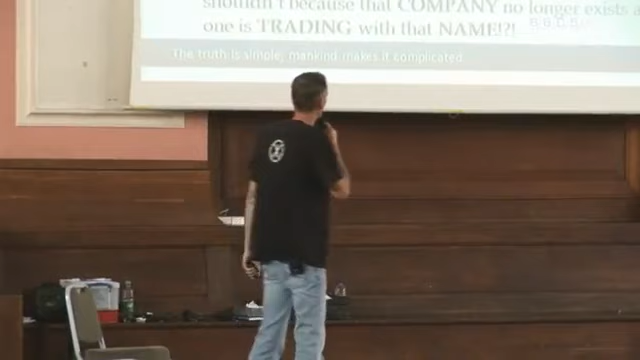 shouldn't because that COMPANY no longer exists a
one is TRADING with that NAME!?!
The truth is simple; mankind makes it complicated